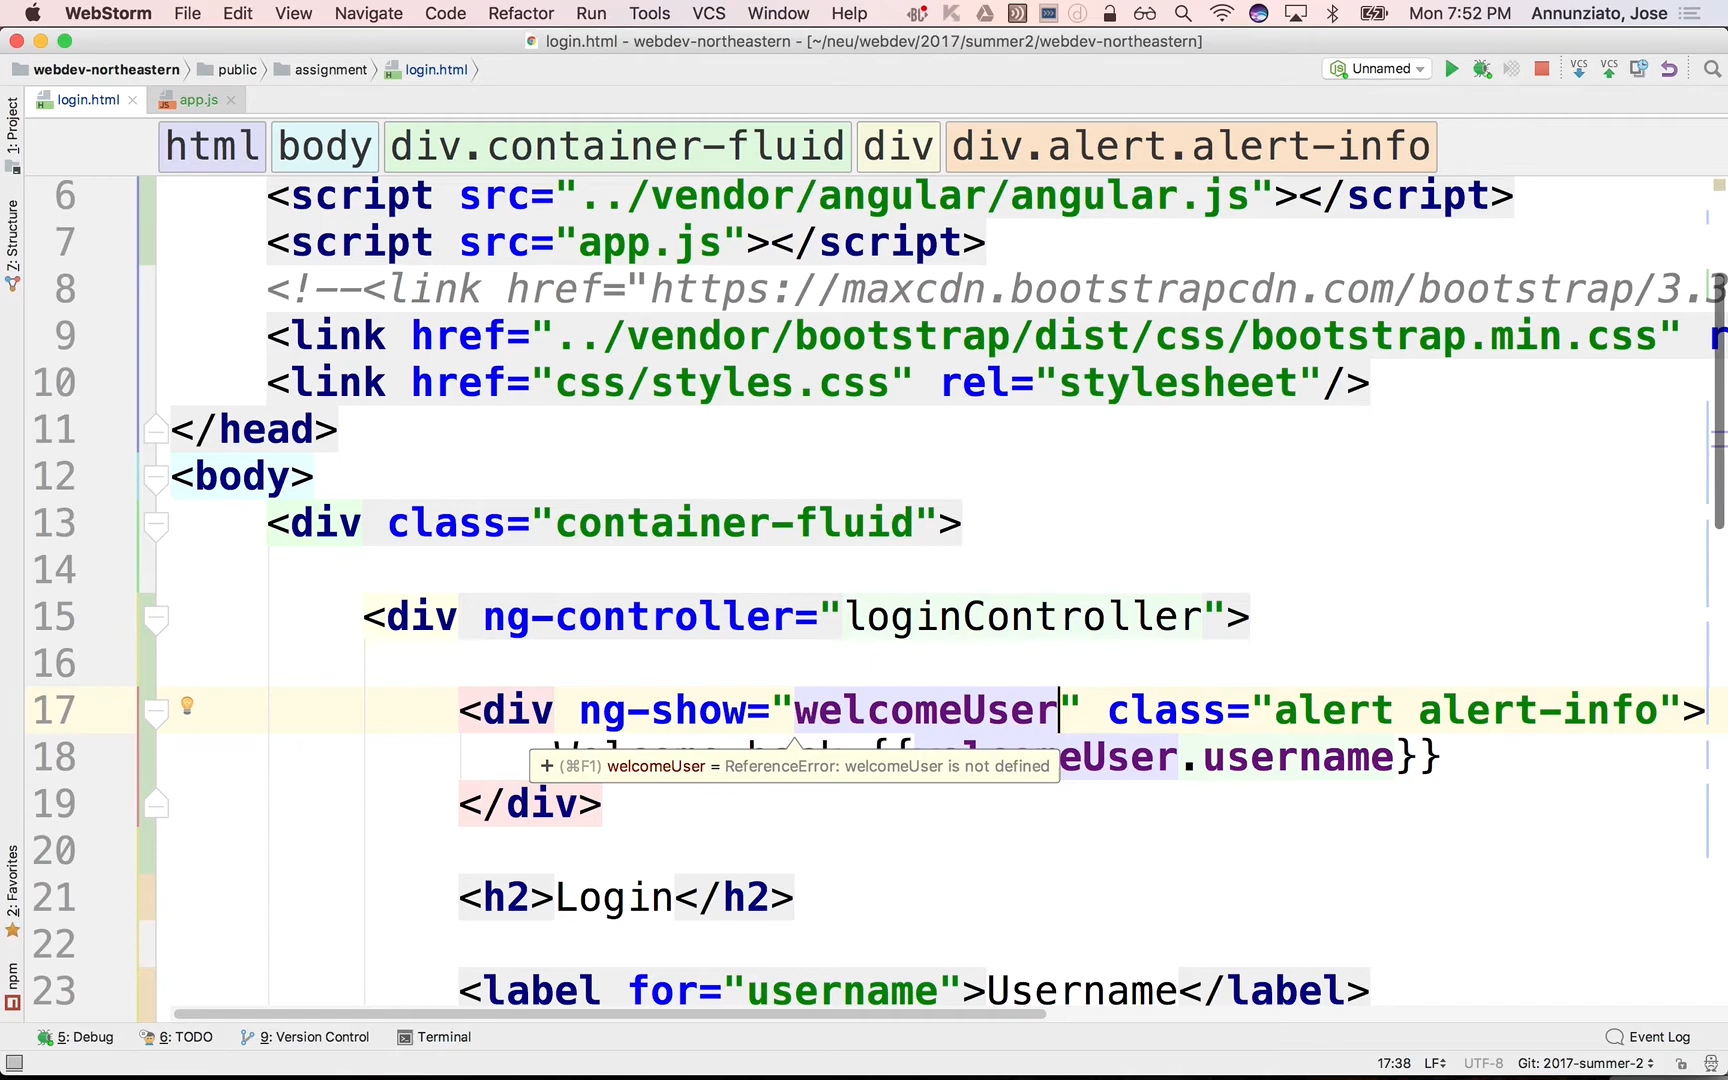 WebStorm File Edit View Navigate Code Refactor Run Tools VCS Window Help Mon 7:52 PM Annunziato, Jose
login.html - webdev-northeastern - [~/neu/webdev/2017/summer2/webdev-northeastern]
webdev-northeastern public assignment login.html Unnamed VCS VCS
login.html app.js
html body div.container-fluid div div.alert.alert-info
1: Project
7: Structure
2: Favorites
npm
6 <script src="../vendor/angular/angular.js"></script>
7 <script src="app.js"></script>
8 <!--<link href="https://maxcdn.bootstrapcdn.com/bootstrap/3.3
9 <link href="../vendor/bootstrap/dist/css/bootstrap.min.css" r
10 <link href="css/styles.css" rel="stylesheet"/>
11 </head>
12 <body>
13 <div class="container-fluid">
14
15 <div ng-controller="loginController">
16
17 <div ng-show="welcomeUser" class="alert alert-info">
18 eUser.username}}
+ (⌘F1) welcomeUser = ReferenceError: welcomeUser is not defined
19 </div>
20
21 <h2>Login</h2>
22
23 <label for="username">Username</label>
5: Debug 6: TODO 9: Version Control Terminal Event Log
17:38 LF UTF-8 Git: 2017-summer-2